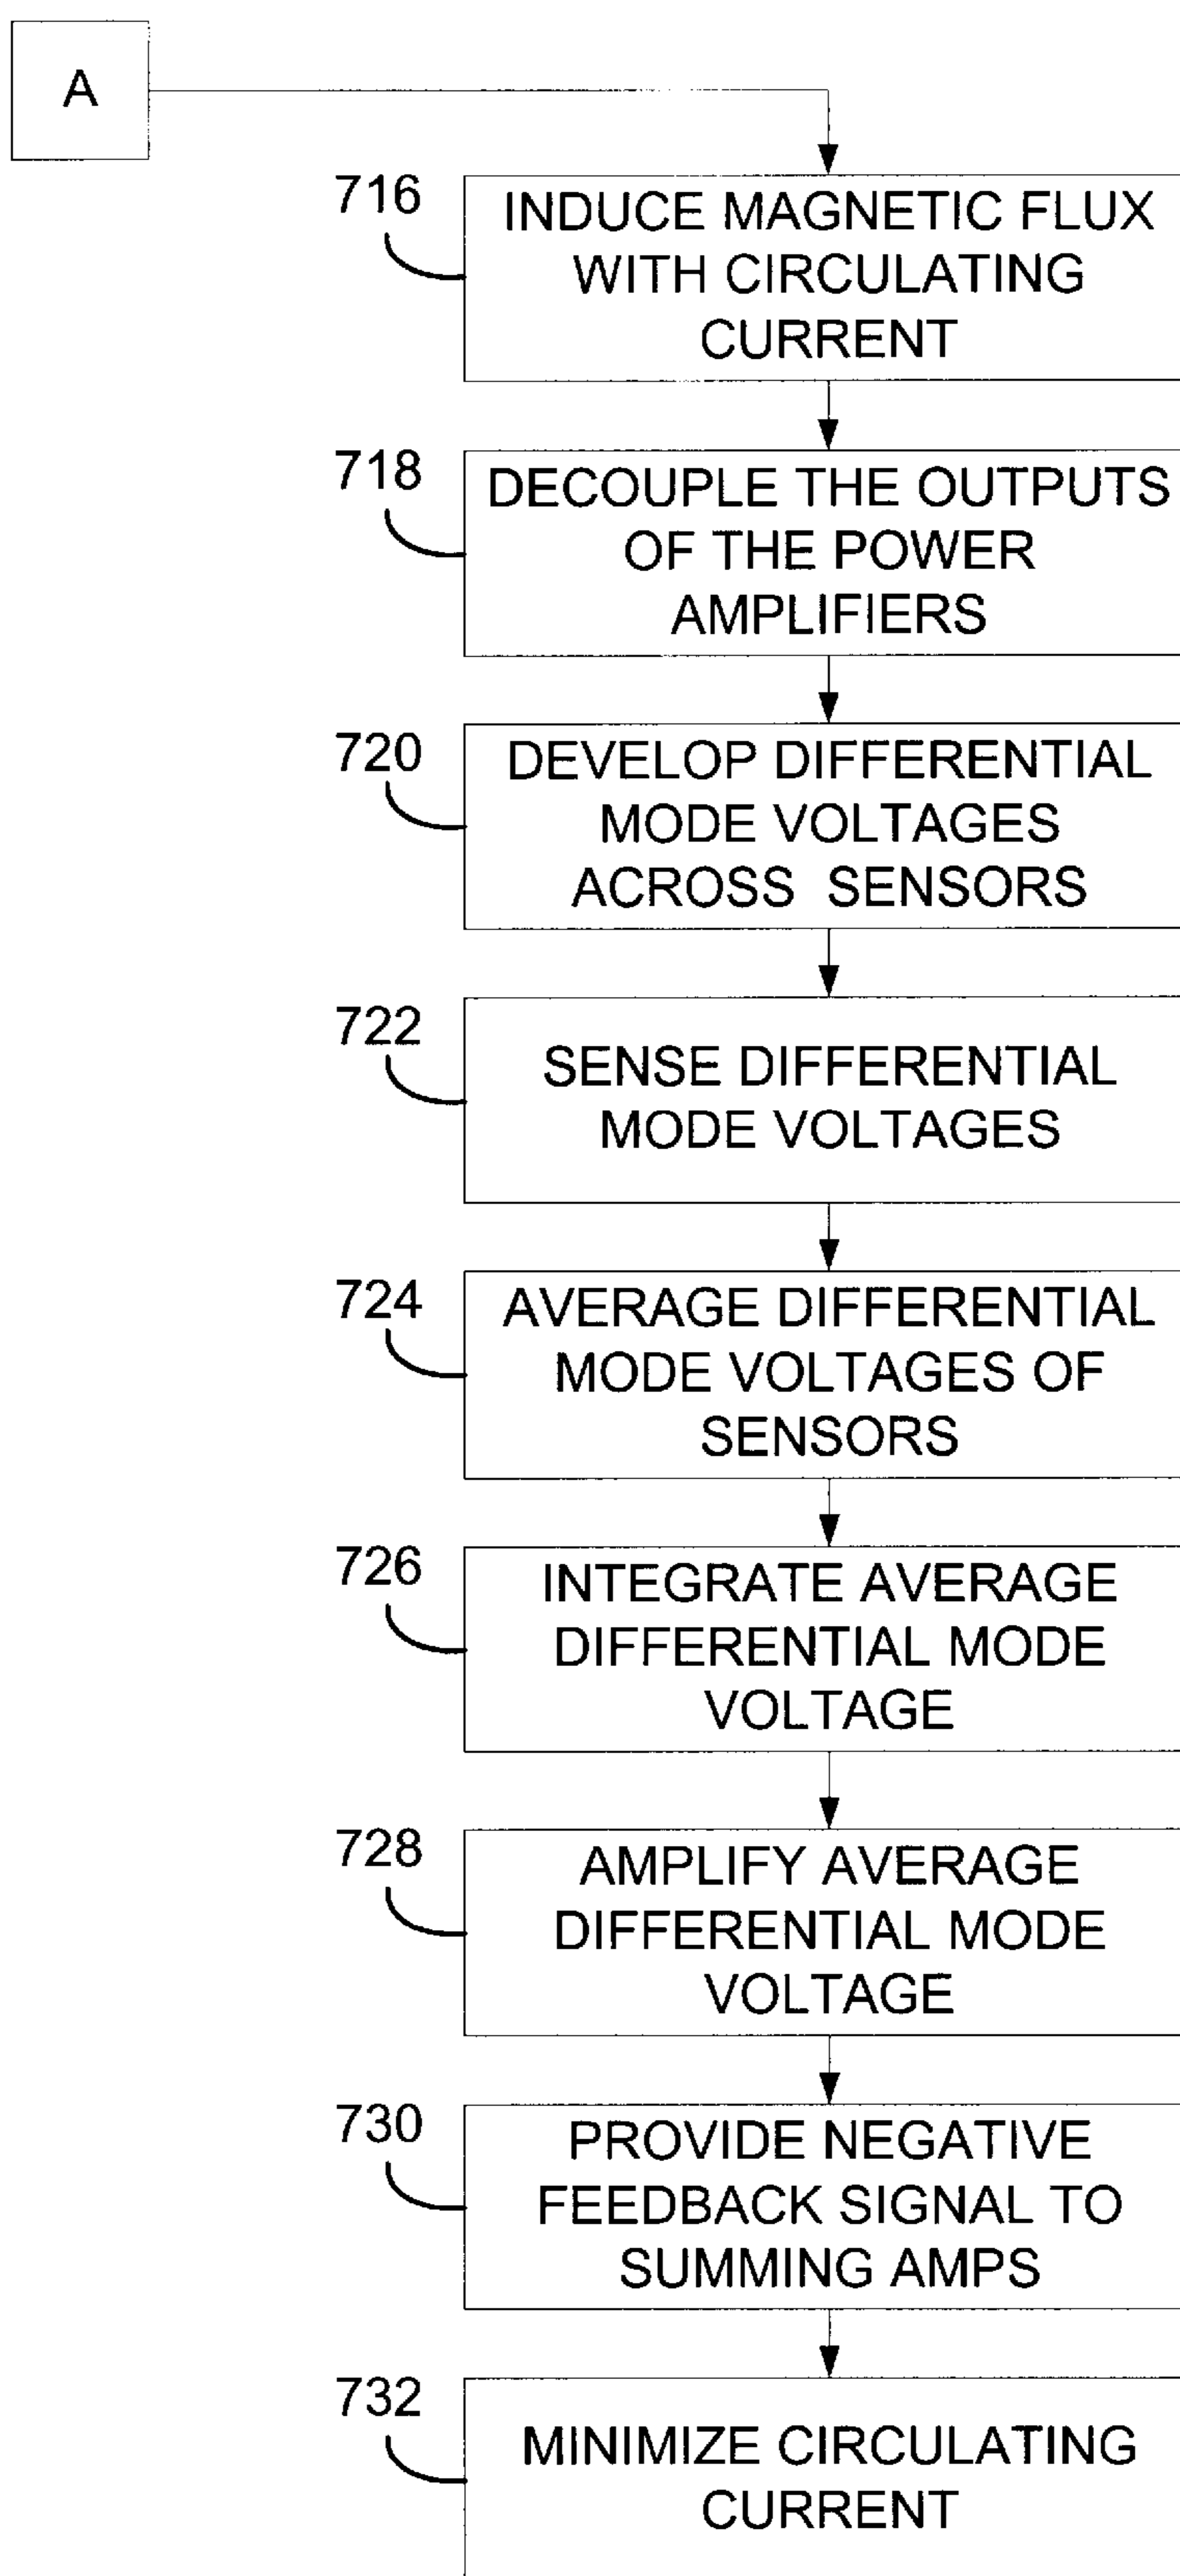 A
716
INDUCE MAGNETIC FLUX
WITH CIRCULATING
CURRENT
718
DECOUPLE THE OUTPUTS
OF THE POWER
AMPLIFIERS
720
DEVELOP DIFFERENTIAL
MODE VOLTAGES
ACROSS SENSORS
722
SENSE DIFFERENTIAL
MODE VOLTAGES
724
AVERAGE DIFFERENTIAL
MODE VOLTAGES OF
SENSORS
726
INTEGRATE AVERAGE
DIFFERENTIAL MODE
VOLTAGE
728
AMPLIFY AVERAGE
DIFFERENTIAL MODE
VOLTAGE
730
PROVIDE NEGATIVE
FEEDBACK SIGNAL TO
SUMMING AMPS
732
MINIMIZE CIRCULATING
CURRENT